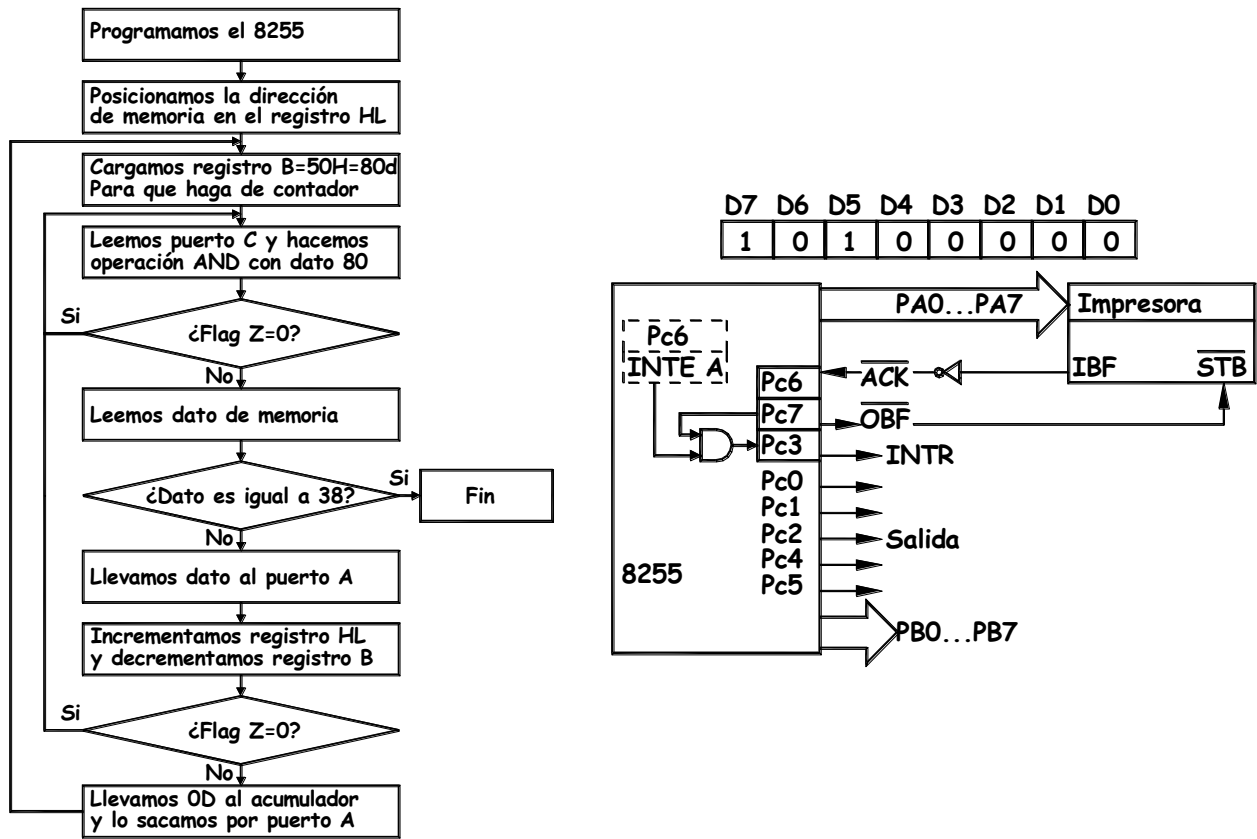 Programamos el 8255
Posicionamos la dirección
de memoria en el registro HL
Cargamos registro B=50H=80d
Para que haga de contador
Leemos puerto C y hacemos
operación AND con dato 80
Si
¿Flag Z=0?
No
Leemos dato de memoria
¿Dato es igual a 38?
Si
Fin
No
Llevamos dato al puerto A
Incrementamos registro HL
y decrementamos registro B
Si
¿Flag Z=0?
No
Llevamos 0D al acumulador
y lo sacamos por puerto A
D7 D6 D5 D4 D3 D2 D1 D0
1 0 1 0 0 0 0 0
PA0...PA7
Impresora
Pc6
INTE A
Pc6
ACK
IBF
STB
Pc7
OBF
Pc3
INTR
Pc0
Pc1
Pc2
Salida
Pc4
8255
Pc5
PB0...PB7